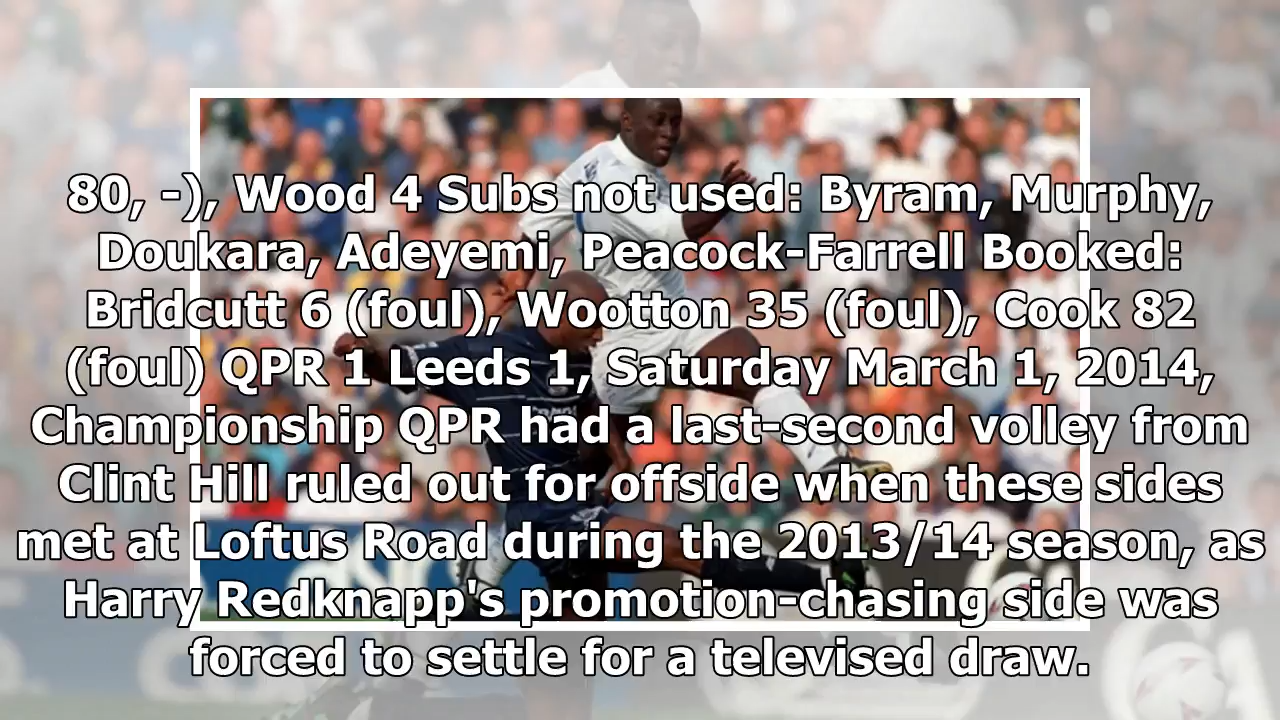 80, -), Wood 4 Subs not used: Byram, Murphy,
Doukara, Adeyemi, Peacock-Farrell Booked:
Bridcutt 6 (foul), Wootton 35 (foul), Cook 82
(foul) QPR 1 Leeds 1, Saturday March 1, 2014,
Championship QPR had a last-second volley from
Clint Hill ruled out for offside when these sides
met at Loftus Road during the 2013/14 season, as
Harry Redknapp's promotion-chasing side was
forced to settle for a televised draw.